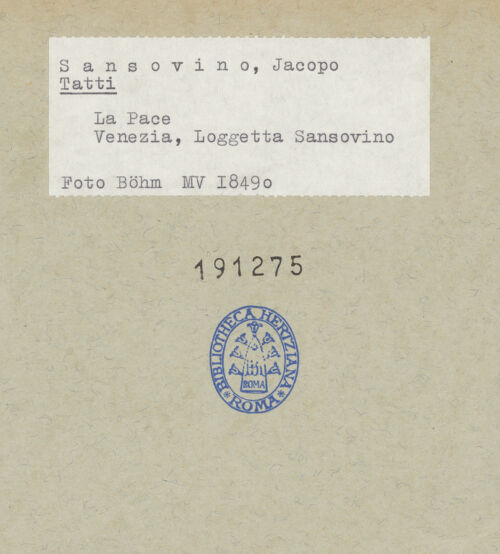 S a n s o v i n o, Jacopo
Tatti
La Pace
Venezia, Loggetta Sansovino
Foto Böhm MV I849o
191275
BIBLIOTHECA HERTZIANA
ROMA
ROMA